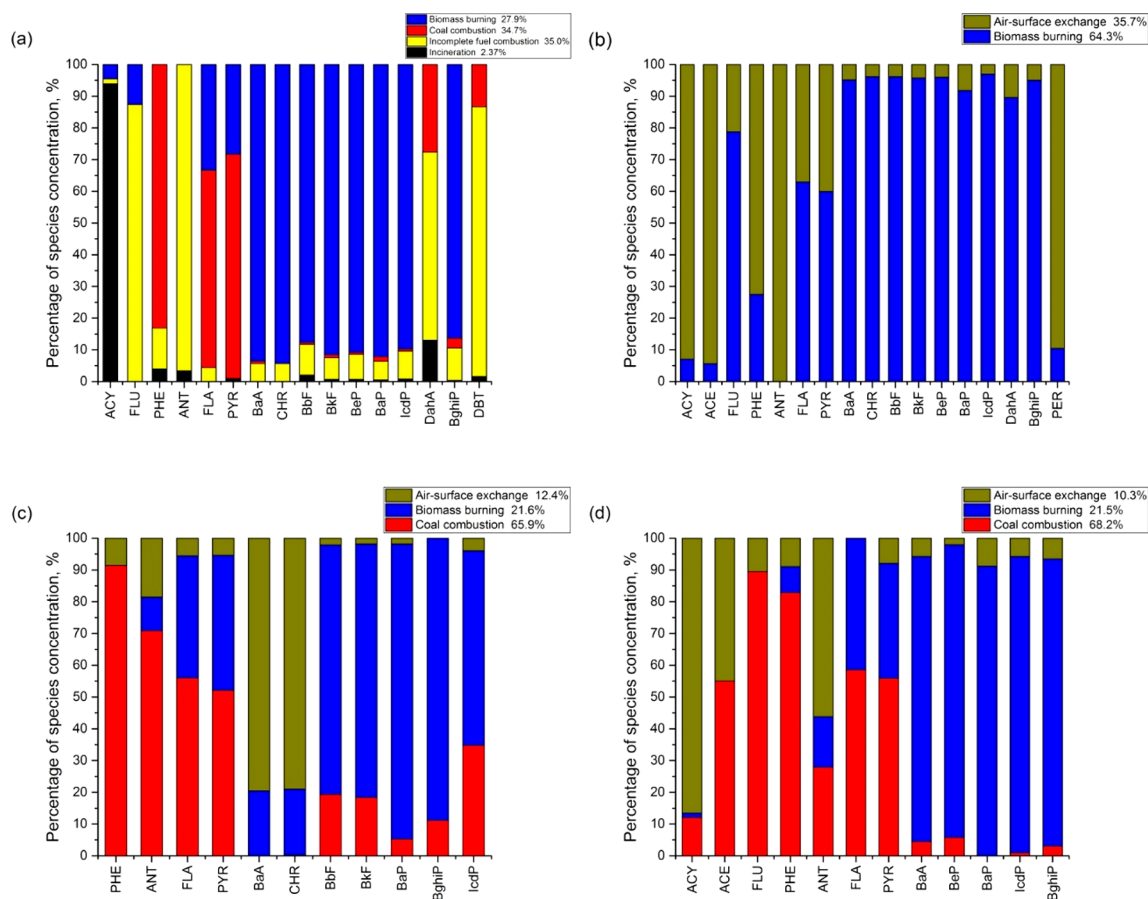 (a)
Biomass burning 27.9%
Coal combustion 34.7%
Incomplete fuel combustion 35.0%
Incineration 2.37%
Percentage of species concentration, %
100
90
80
70
60
50
40
30
20
10
0
ACY
FLU
PHE
ANT
FLA
PYR
BaA
CHR
BbF
BkF
BeP
BaP
IcdP
DahA
BghiP
DBT
(b)
Air-surface exchange 35.7%
Biomass burning 64.3%
Percentage of species concentration, %
100
90
80
70
60
50
40
30
20
10
0
ACY
ACE
FLU
PHE
ANT
FLA
PYR
BaA
CHR
BbF
BkF
BeP
BaP
IcdP
DahA
BghiP
PER
(c)
Air-surface exchange 12.4%
Biomass burning 21.6%
Coal combustion 65.9%
Percentage of species concentration, %
100
90
80
70
60
50
40
30
20
10
0
PHE
ANT
FLA
PYR
BaA
CHR
BbF
BkF
BaP
BghiP
IcdP
(d)
Air-surface exchange 10.3%
Biomass burning 21.5%
Coal combustion 68.2%
Percentage of species concentration, %
100
90
80
70
60
50
40
30
20
10
0
ACY
ACE
FLU
PHE
ANT
FLA
PYR
BaA
BeP
BaP
IcdP
BghiP